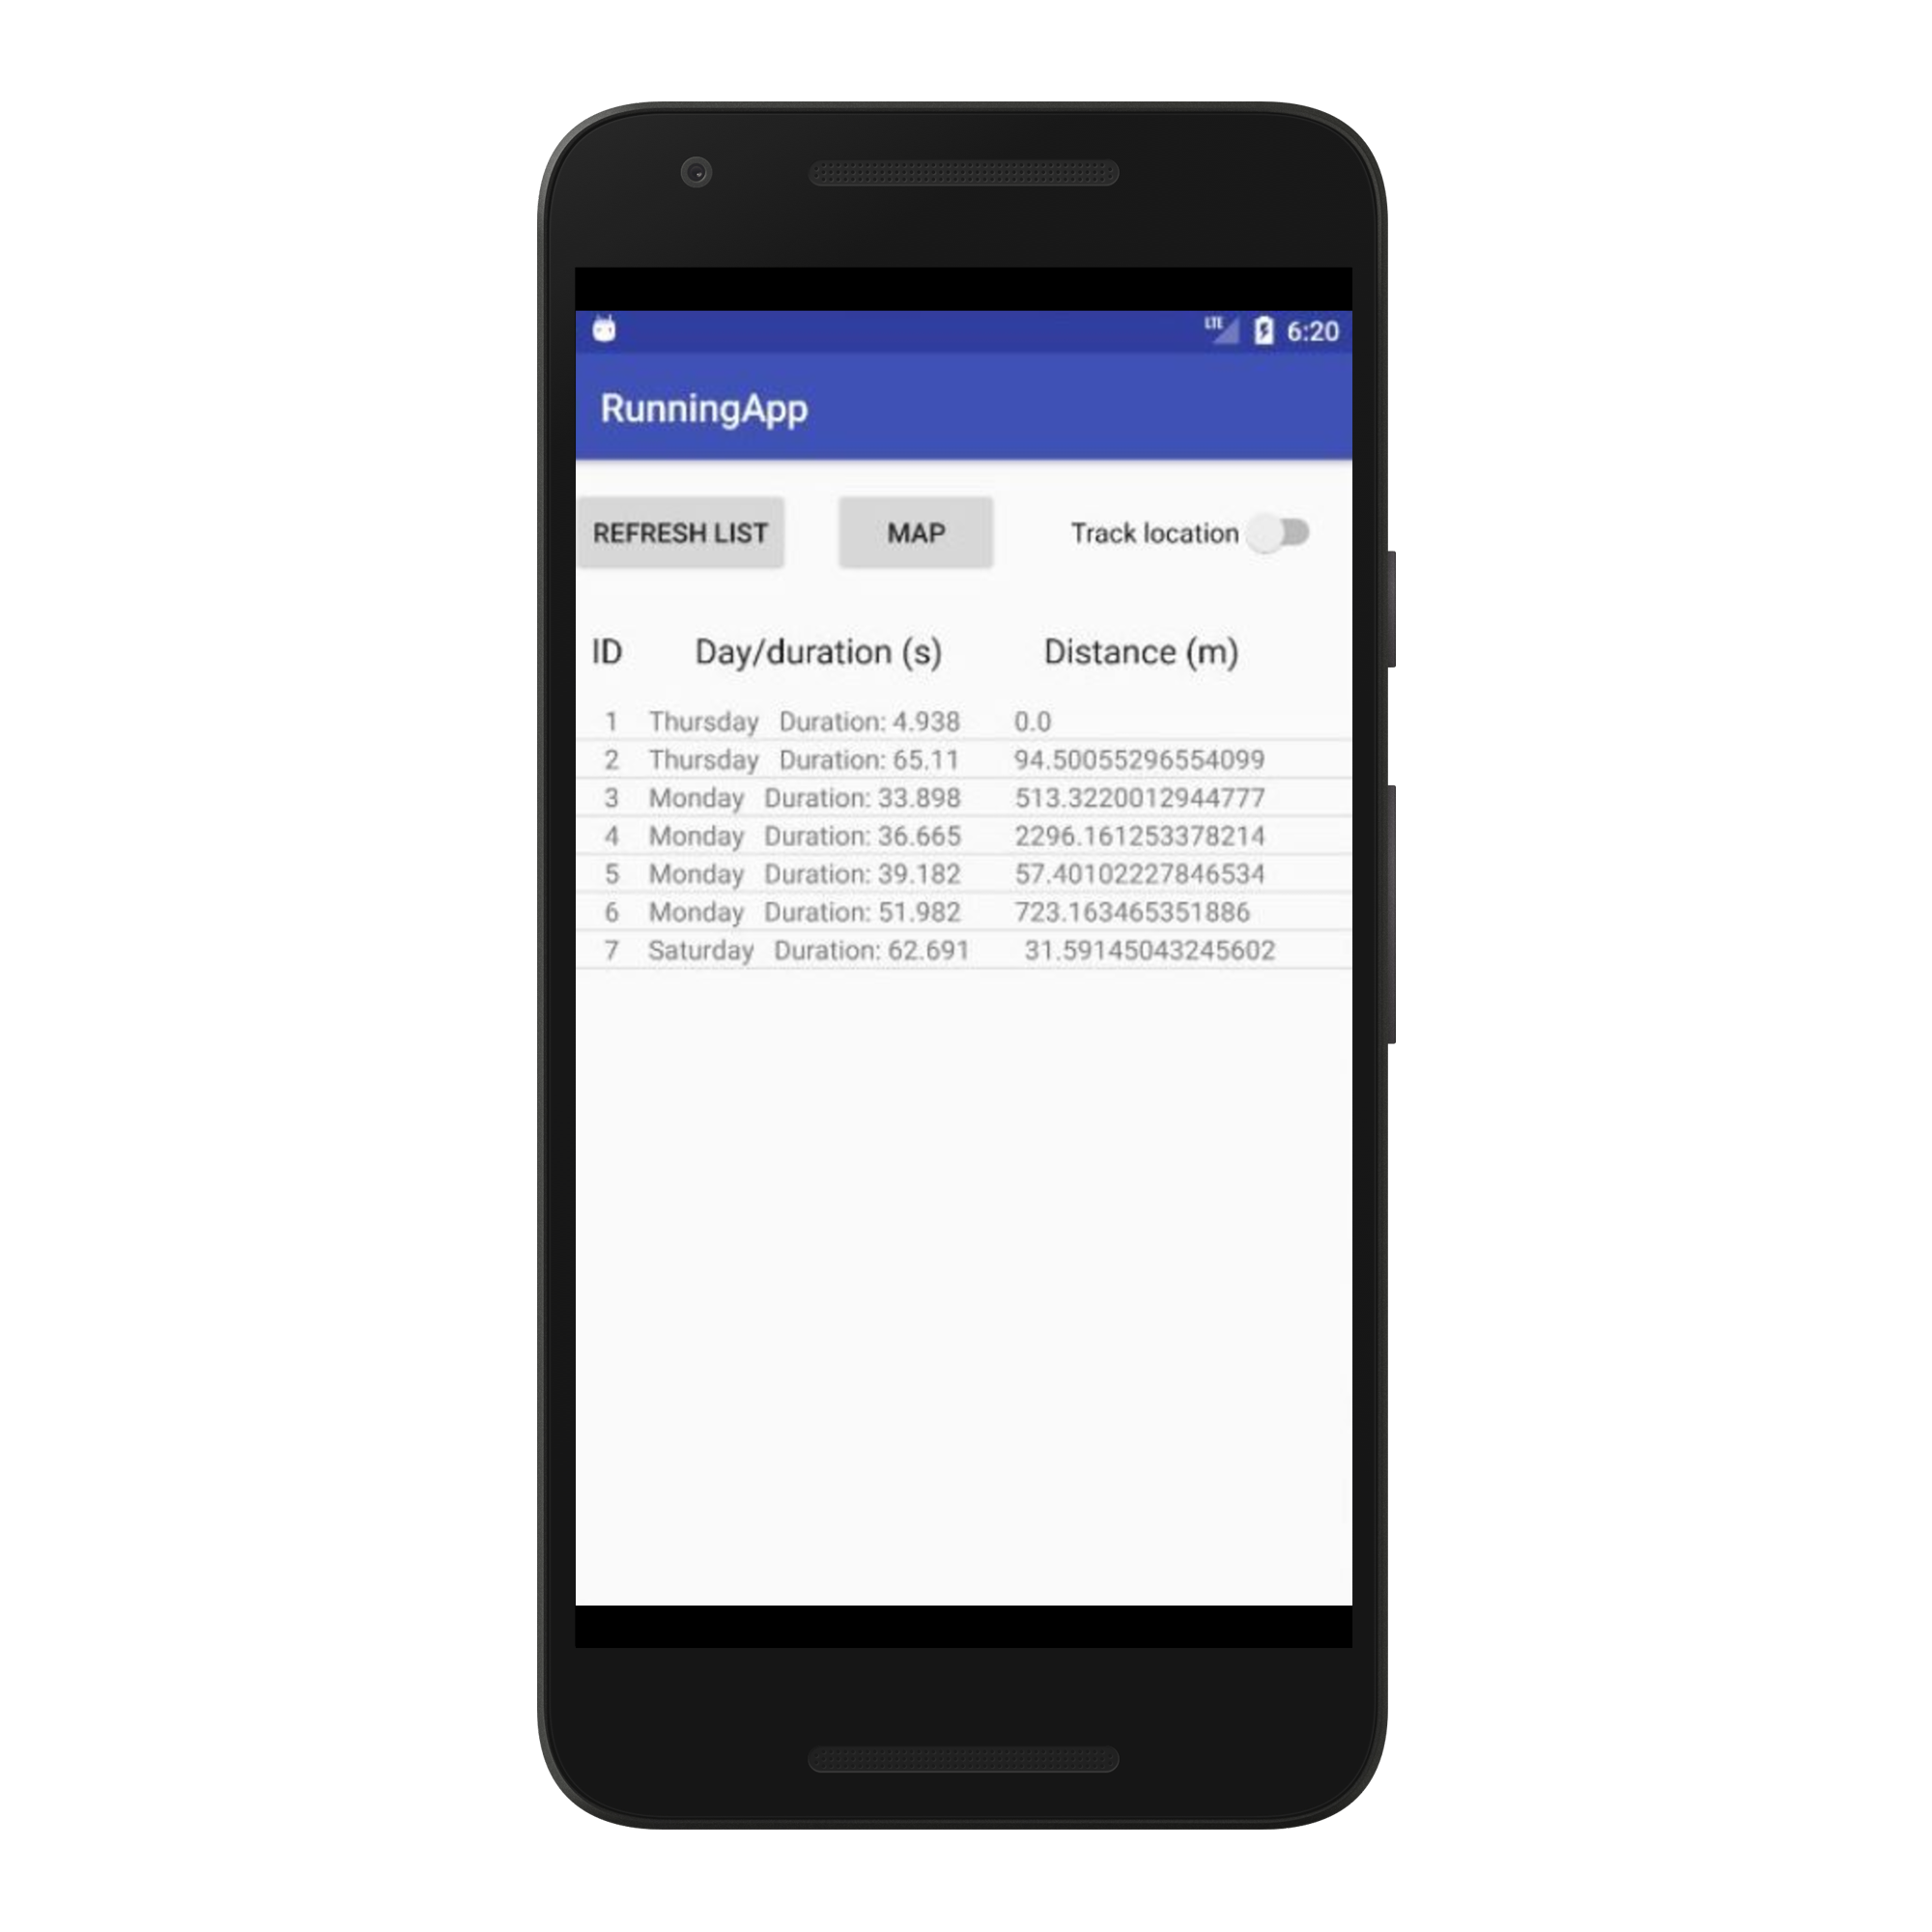 LTE 6:20
RunningApp
REFRESH LIST MAP Track location
ID Day/duration (s) Distance (m)
1 Thursday Duration: 4.938 0.0
2 Thursday Duration: 65.11 94.50055296554099
3 Monday Duration: 33.898 513.3220012944777
4 Monday Duration: 36.665 2296.161253378214
5 Monday Duration: 39.182 57.40102227846534
6 Monday Duration: 51.982 723.163465351886
7 Saturday Duration: 62.691 31.59145043245602